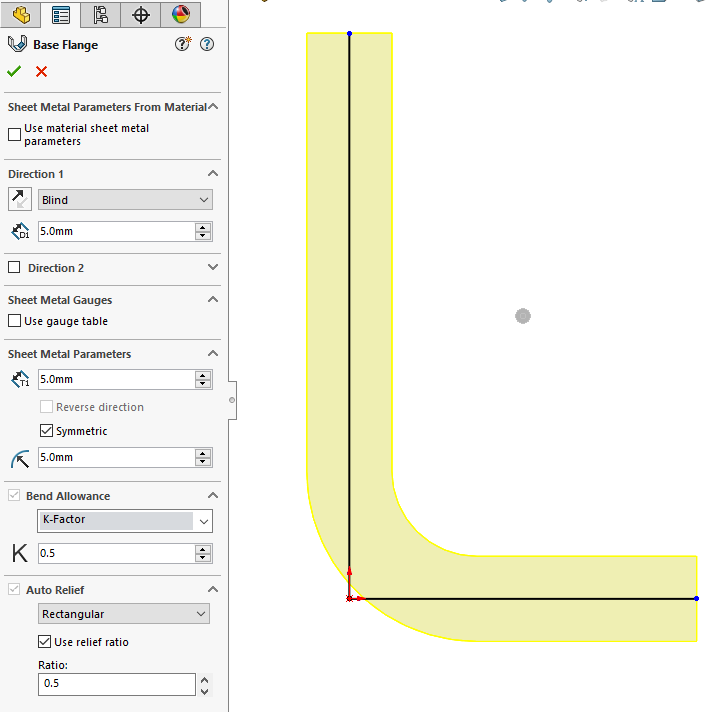 Base Flange
Sheet Metal Parameters From Material
Use material sheet metal
parameters
Direction 1
Blind
D1
5.0mm
Direction 2
Sheet Metal Gauges
Use gauge table
Sheet Metal Parameters
T1
5.0mm
Reverse direction
Symmetric
5.0mm
Bend Allowance
K-Factor
K
0.5
Auto Relief
Rectangular
Use relief ratio
Ratio:
0.5